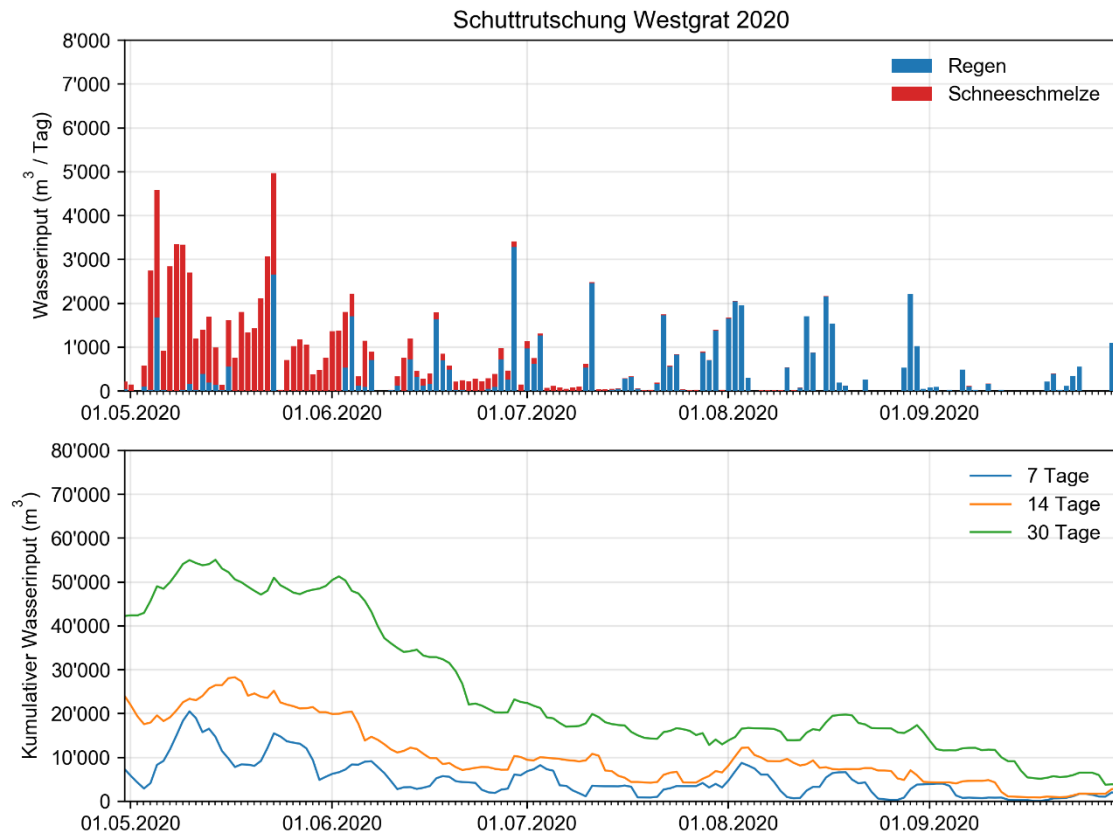 Schuttrutschung Westgrat 2020
8'000
7'000
6'000
5'000
4'000
3'000
2'000
1'000
0
Wasserinput (m³ / Tag)
Regen
Schneeschmelze
01.05.2020 01.06.2020 01.07.2020 01.08.2020 01.09.2020
80'000
70'000
60'000
50'000
40'000
30'000
20'000
10'000
0
Kumulativer Wasserinput (m³)
7 Tage
14 Tage
30 Tage
01.05.2020 01.06.2020 01.07.2020 01.08.2020 01.09.2020